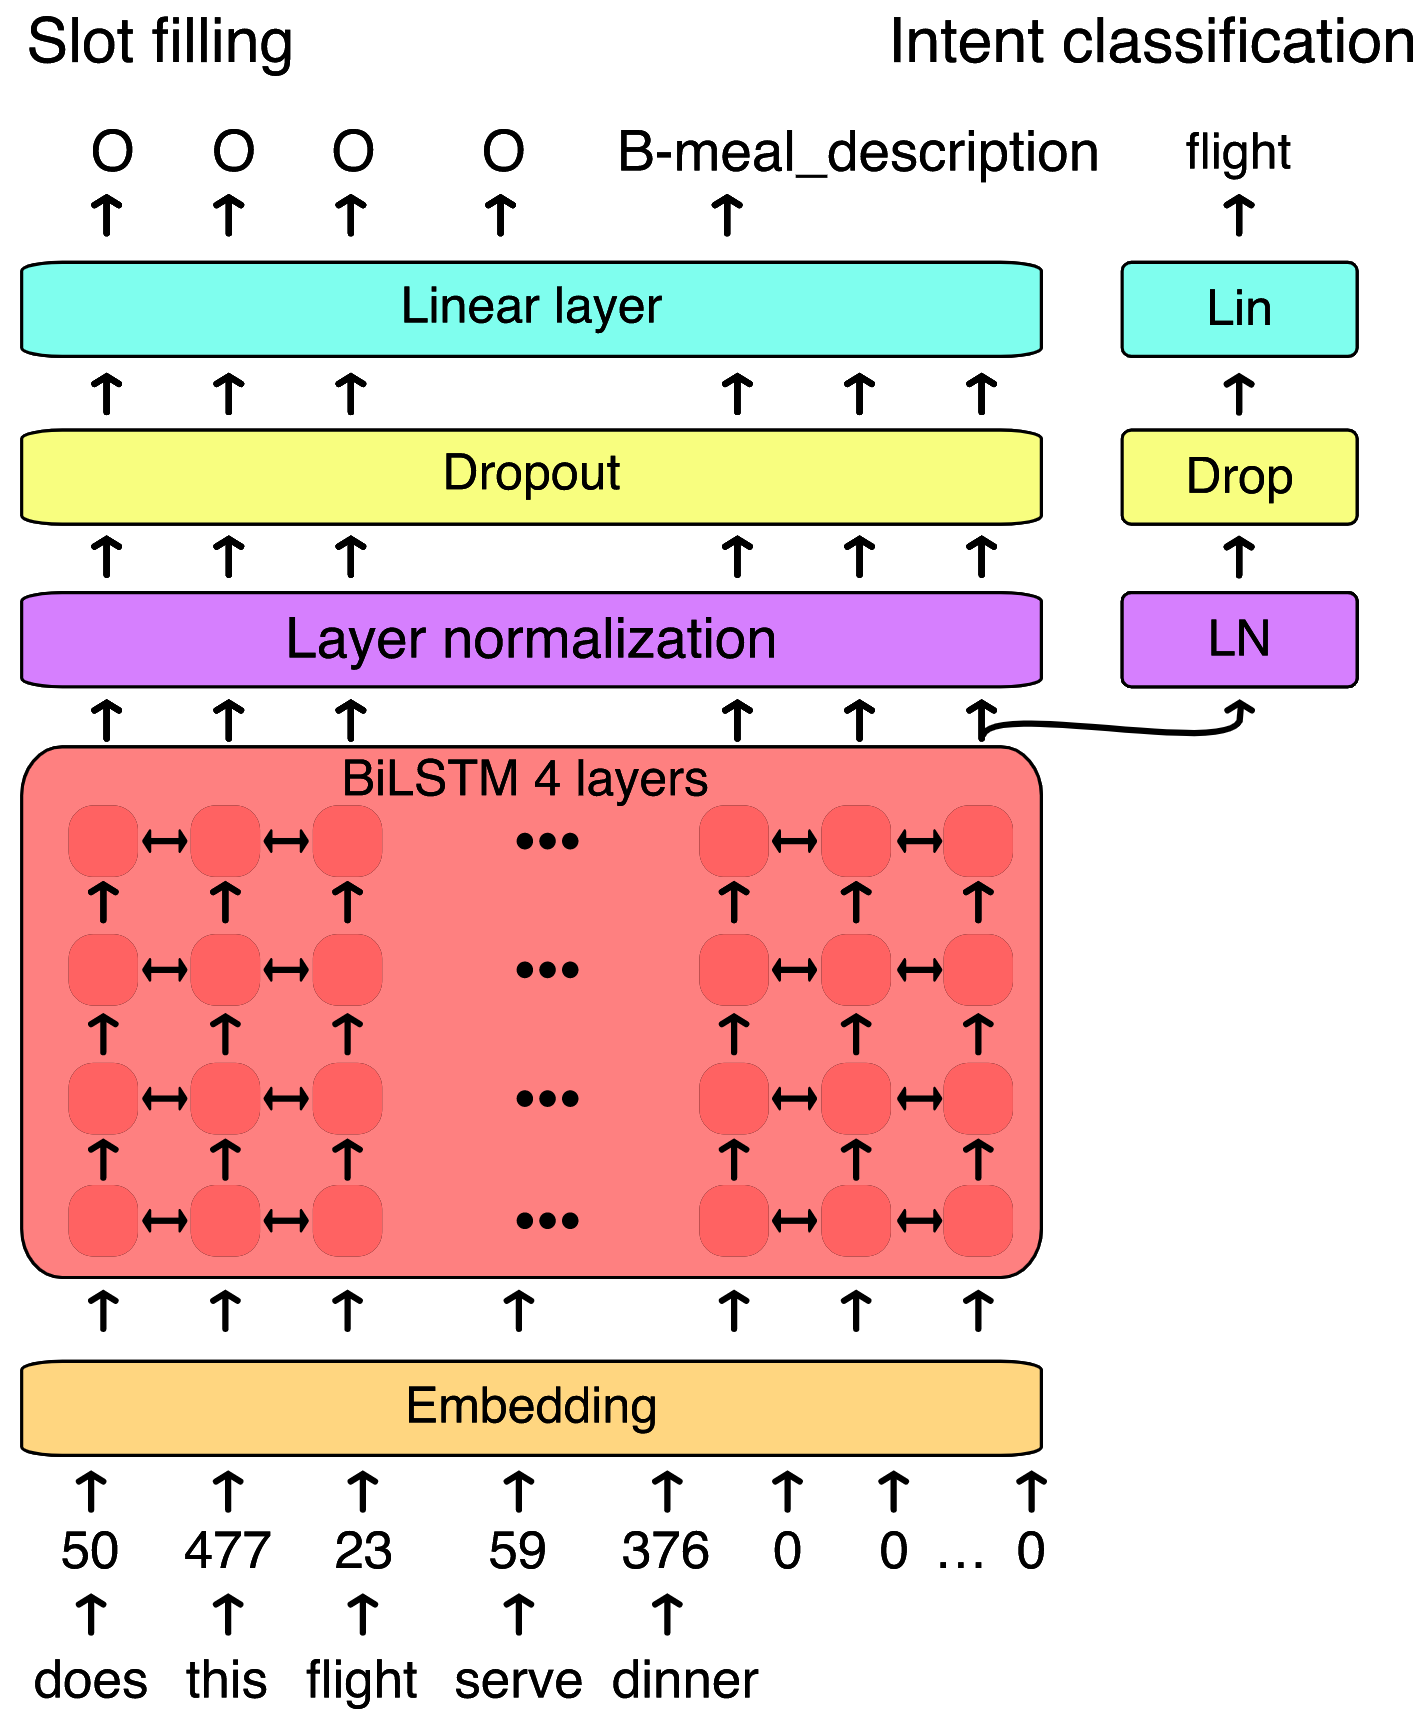 Slot filling Intent classification
O O O O B-meal_description flight
Linear layer Lin
Dropout Drop
Layer normalization LN
BiLSTM 4 layers
Embedding
50 477 23 59 376 0 0 ... 0
does this flight serve dinner